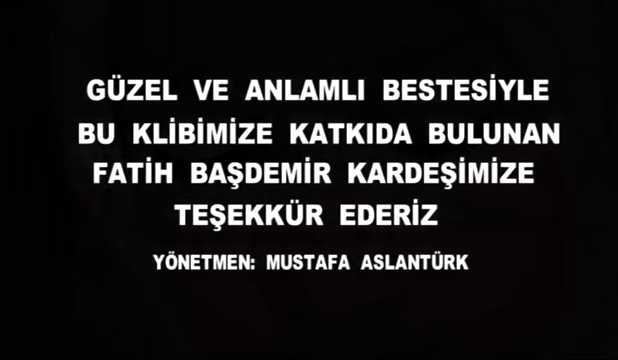 GÜZEL VE ANLAMLI BESTESİYLE
BU KLİBİMİZE KATKIDA BULUNAN
FATİH BAŞDEMİR KARDEŞİMİZE
TEŞEKKÜR EDERİZ
YÖNETMEN: MUSTAFA ASLANTÜRK